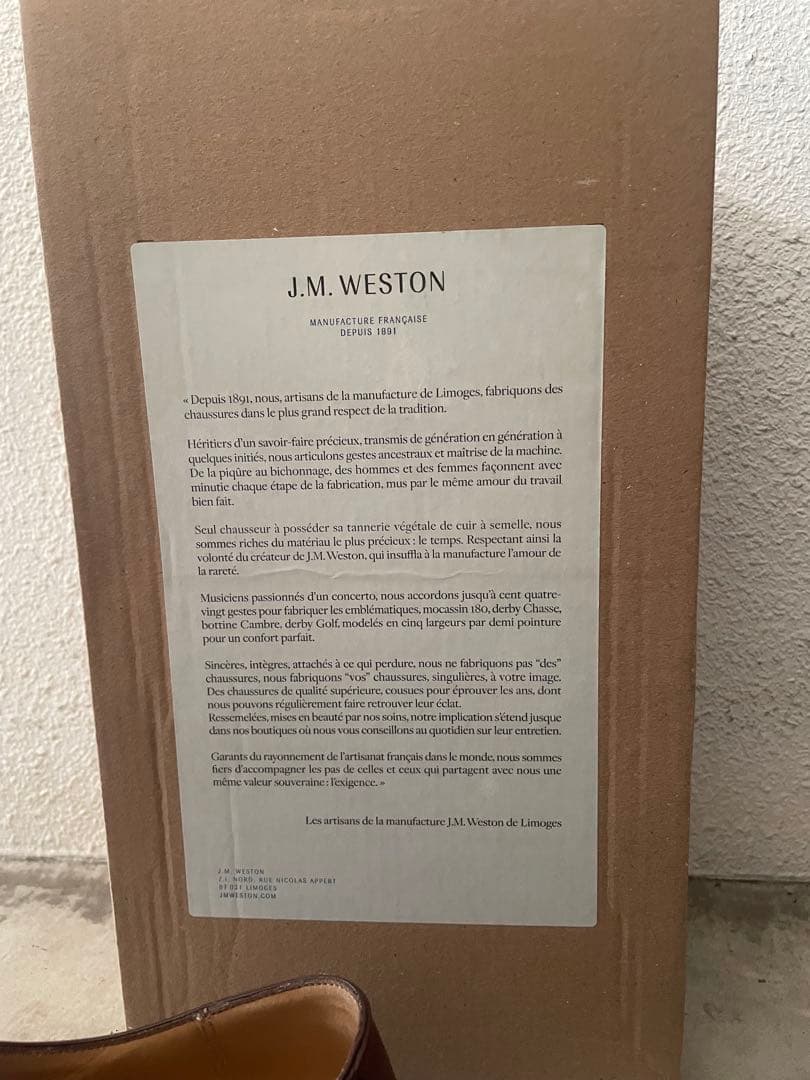 J.M. WESTON
MANUFACTURE FRANÇAISE
DEPUIS 1891
« Depuis 1891, nous, artisans de la manufacture de Limoges, fabriquons des
chaussures dans le plus grand respect de la tradition.
Héritiers d'un savoir-faire précieux, transmis de génération en génération à
quelques initiés, nous articulons gestes ancestraux et maîtrise de la machine.
De la piqûre au bichonnage, des hommes et des femmes façonnent avec
minutie chaque étape de la fabrication, mus par le même amour du travail
bien fait.
Seul chausseur à posséder sa tannerie végétale de cuir à semelle, nous
sommes riches du matériau le plus précieux : le temps. Respectant ainsi la
volonté du créateur de J.M. Weston, qui insuffla à la manufacture l'amour de
la rareté.
Musiciens passionnés d'un concerto, nous accordons jusqu'à cent quatre-
vingt gestes pour fabriquer les emblématiques, mocassin 180, derby Chasse,
bottine Cambre, derby Golf, modelés en cinq largeurs par demi pointure
pour un confort parfait.
Sincères, intègres, attachés à ce qui perdure, nous ne fabriquons pas "des"
chaussures, nous fabriquons "vos" chaussures, singulières, à votre image.
Des chaussures de qualité supérieure, cousues pour éprouver les ans, dont
nous pouvons régulièrement faire retrouver leur éclat.
Ressemelées, mises en beauté par nos soins, notre implication s'étend jusque
dans nos boutiques où nous vous conseillons au quotidien sur leur entretien.
Garants du rayonnement de l'artisanat français dans le monde, nous sommes
fiers d'accompagner les pas de celles et ceux qui partagent avec nous une
même valeur souveraine : l'exigence. »
Les artisans de la manufacture J.M. Weston de Limoges
J.M. WESTON
Z.I. NORD, RUE NICOLAS APPERT
87 021 LIMOGES
JMWESTON.COM